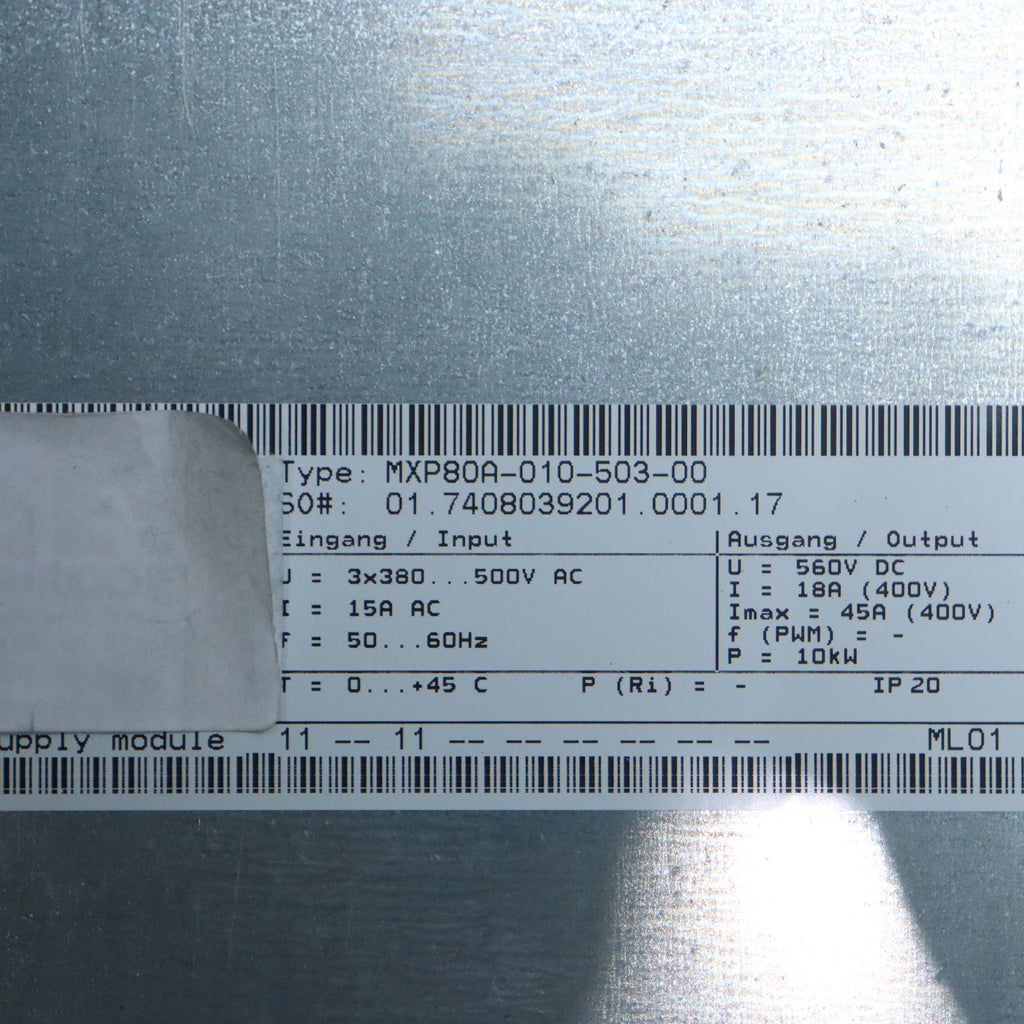 Type: MXP80A-010-503-00
SO#: 01.7408039201.0001.17
Eingang / Input
U = 3x380...500V AC
I = 15A AC
f = 50...60Hz
Ausgang / Output
U = 560V DC
I = 18A (400V)
Imax = 45A (400V)
f (PWM) = -
P = 10kW
T = 0...+45 C P (Ri) = - IP20
upply module 11 -- 11 -- -- -- -- -- -- ML01